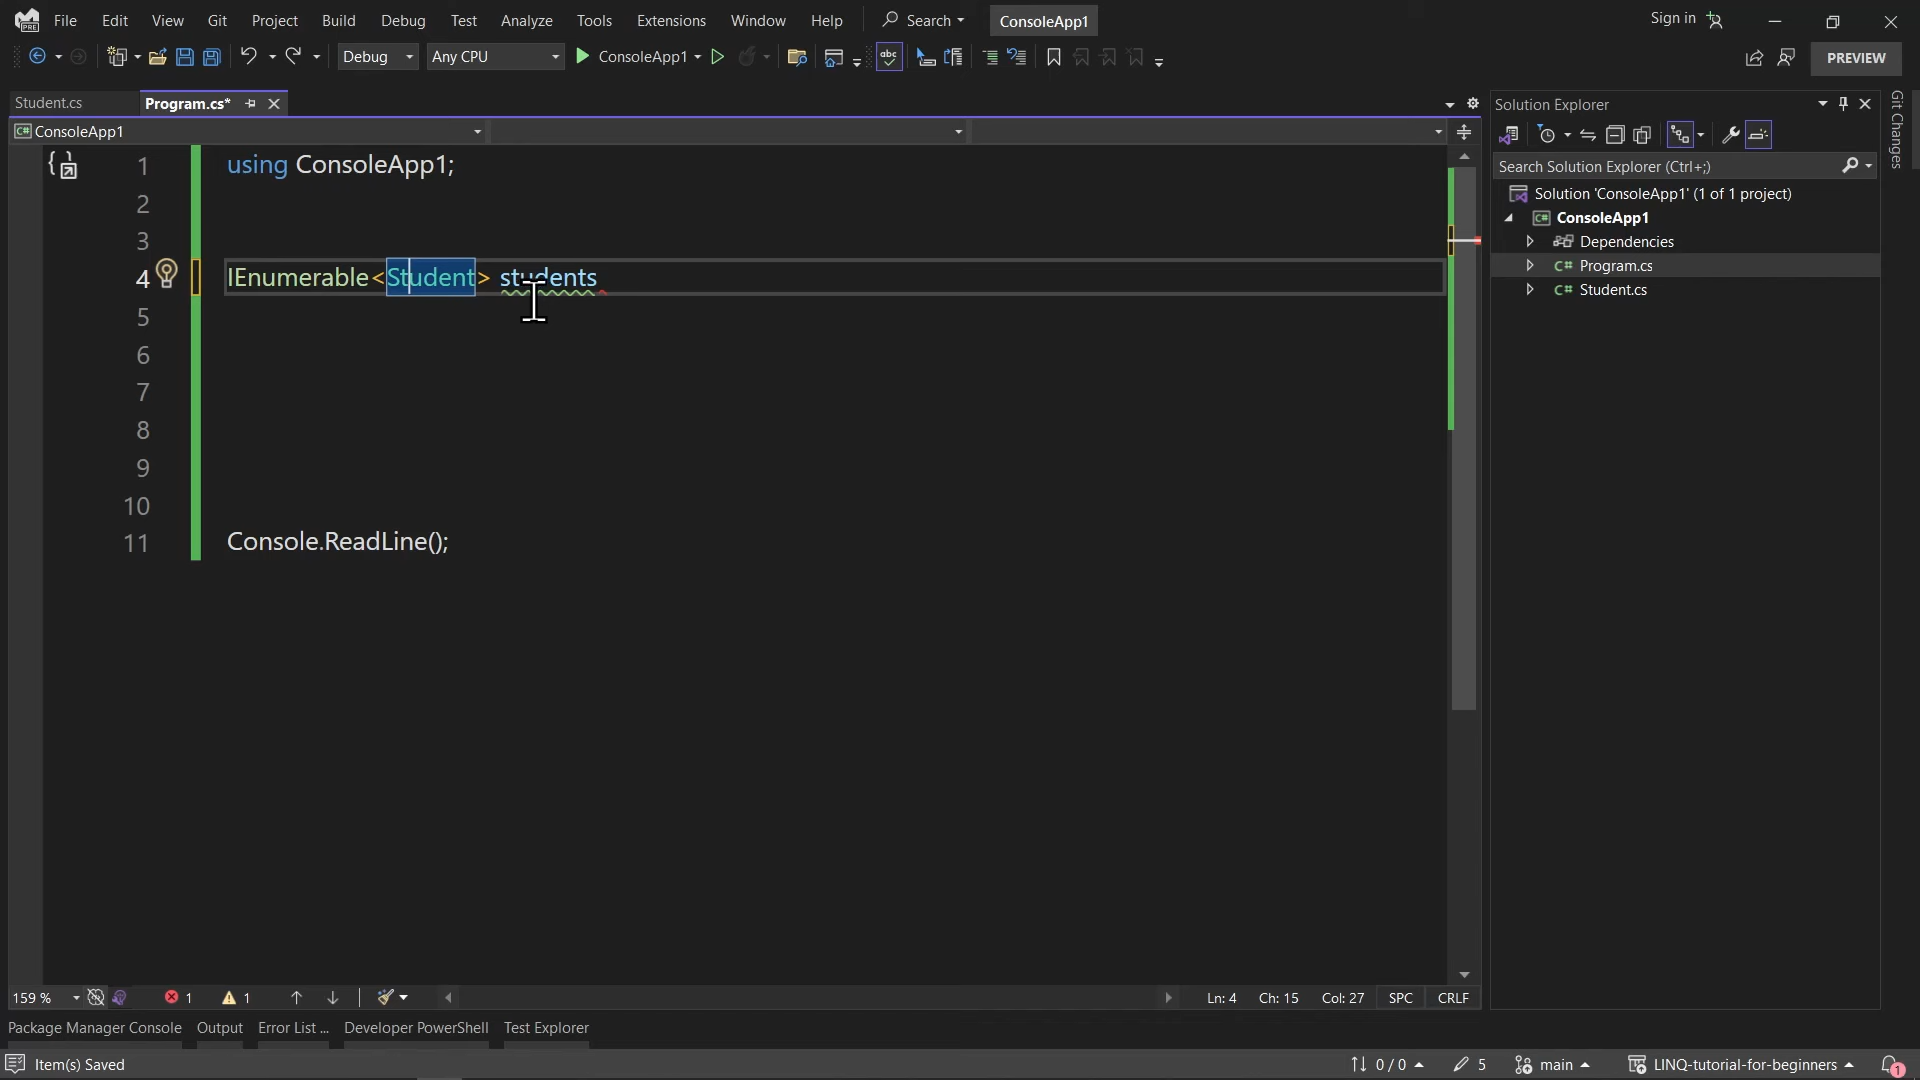 File Edit View Git Project Build Debug Test Analyze Tools Extensions Window Help Search ConsoleApp1 Sign in
Debug Any CPU ConsoleApp1 abc PREVIEW
Student.cs Program.cs*
C# ConsoleApp1
1 using ConsoleApp1;
2
3
4 IEnumerable<Student> students
5
6
7
8
9
10
11 Console.ReadLine();
Solution Explorer
Search Solution Explorer (Ctrl+;)
Solution 'ConsoleApp1' (1 of 1 project)
C# ConsoleApp1
Dependencies
C# Program.cs
C# Student.cs
Git Changes
159 % 1 1 Ln: 4 Ch: 15 Col: 27 SPC CRLF
Package Manager Console Output Error List ... Developer PowerShell Test Explorer
Item(s) Saved 0 / 0 5 main LINQ-tutorial-for-beginners 1